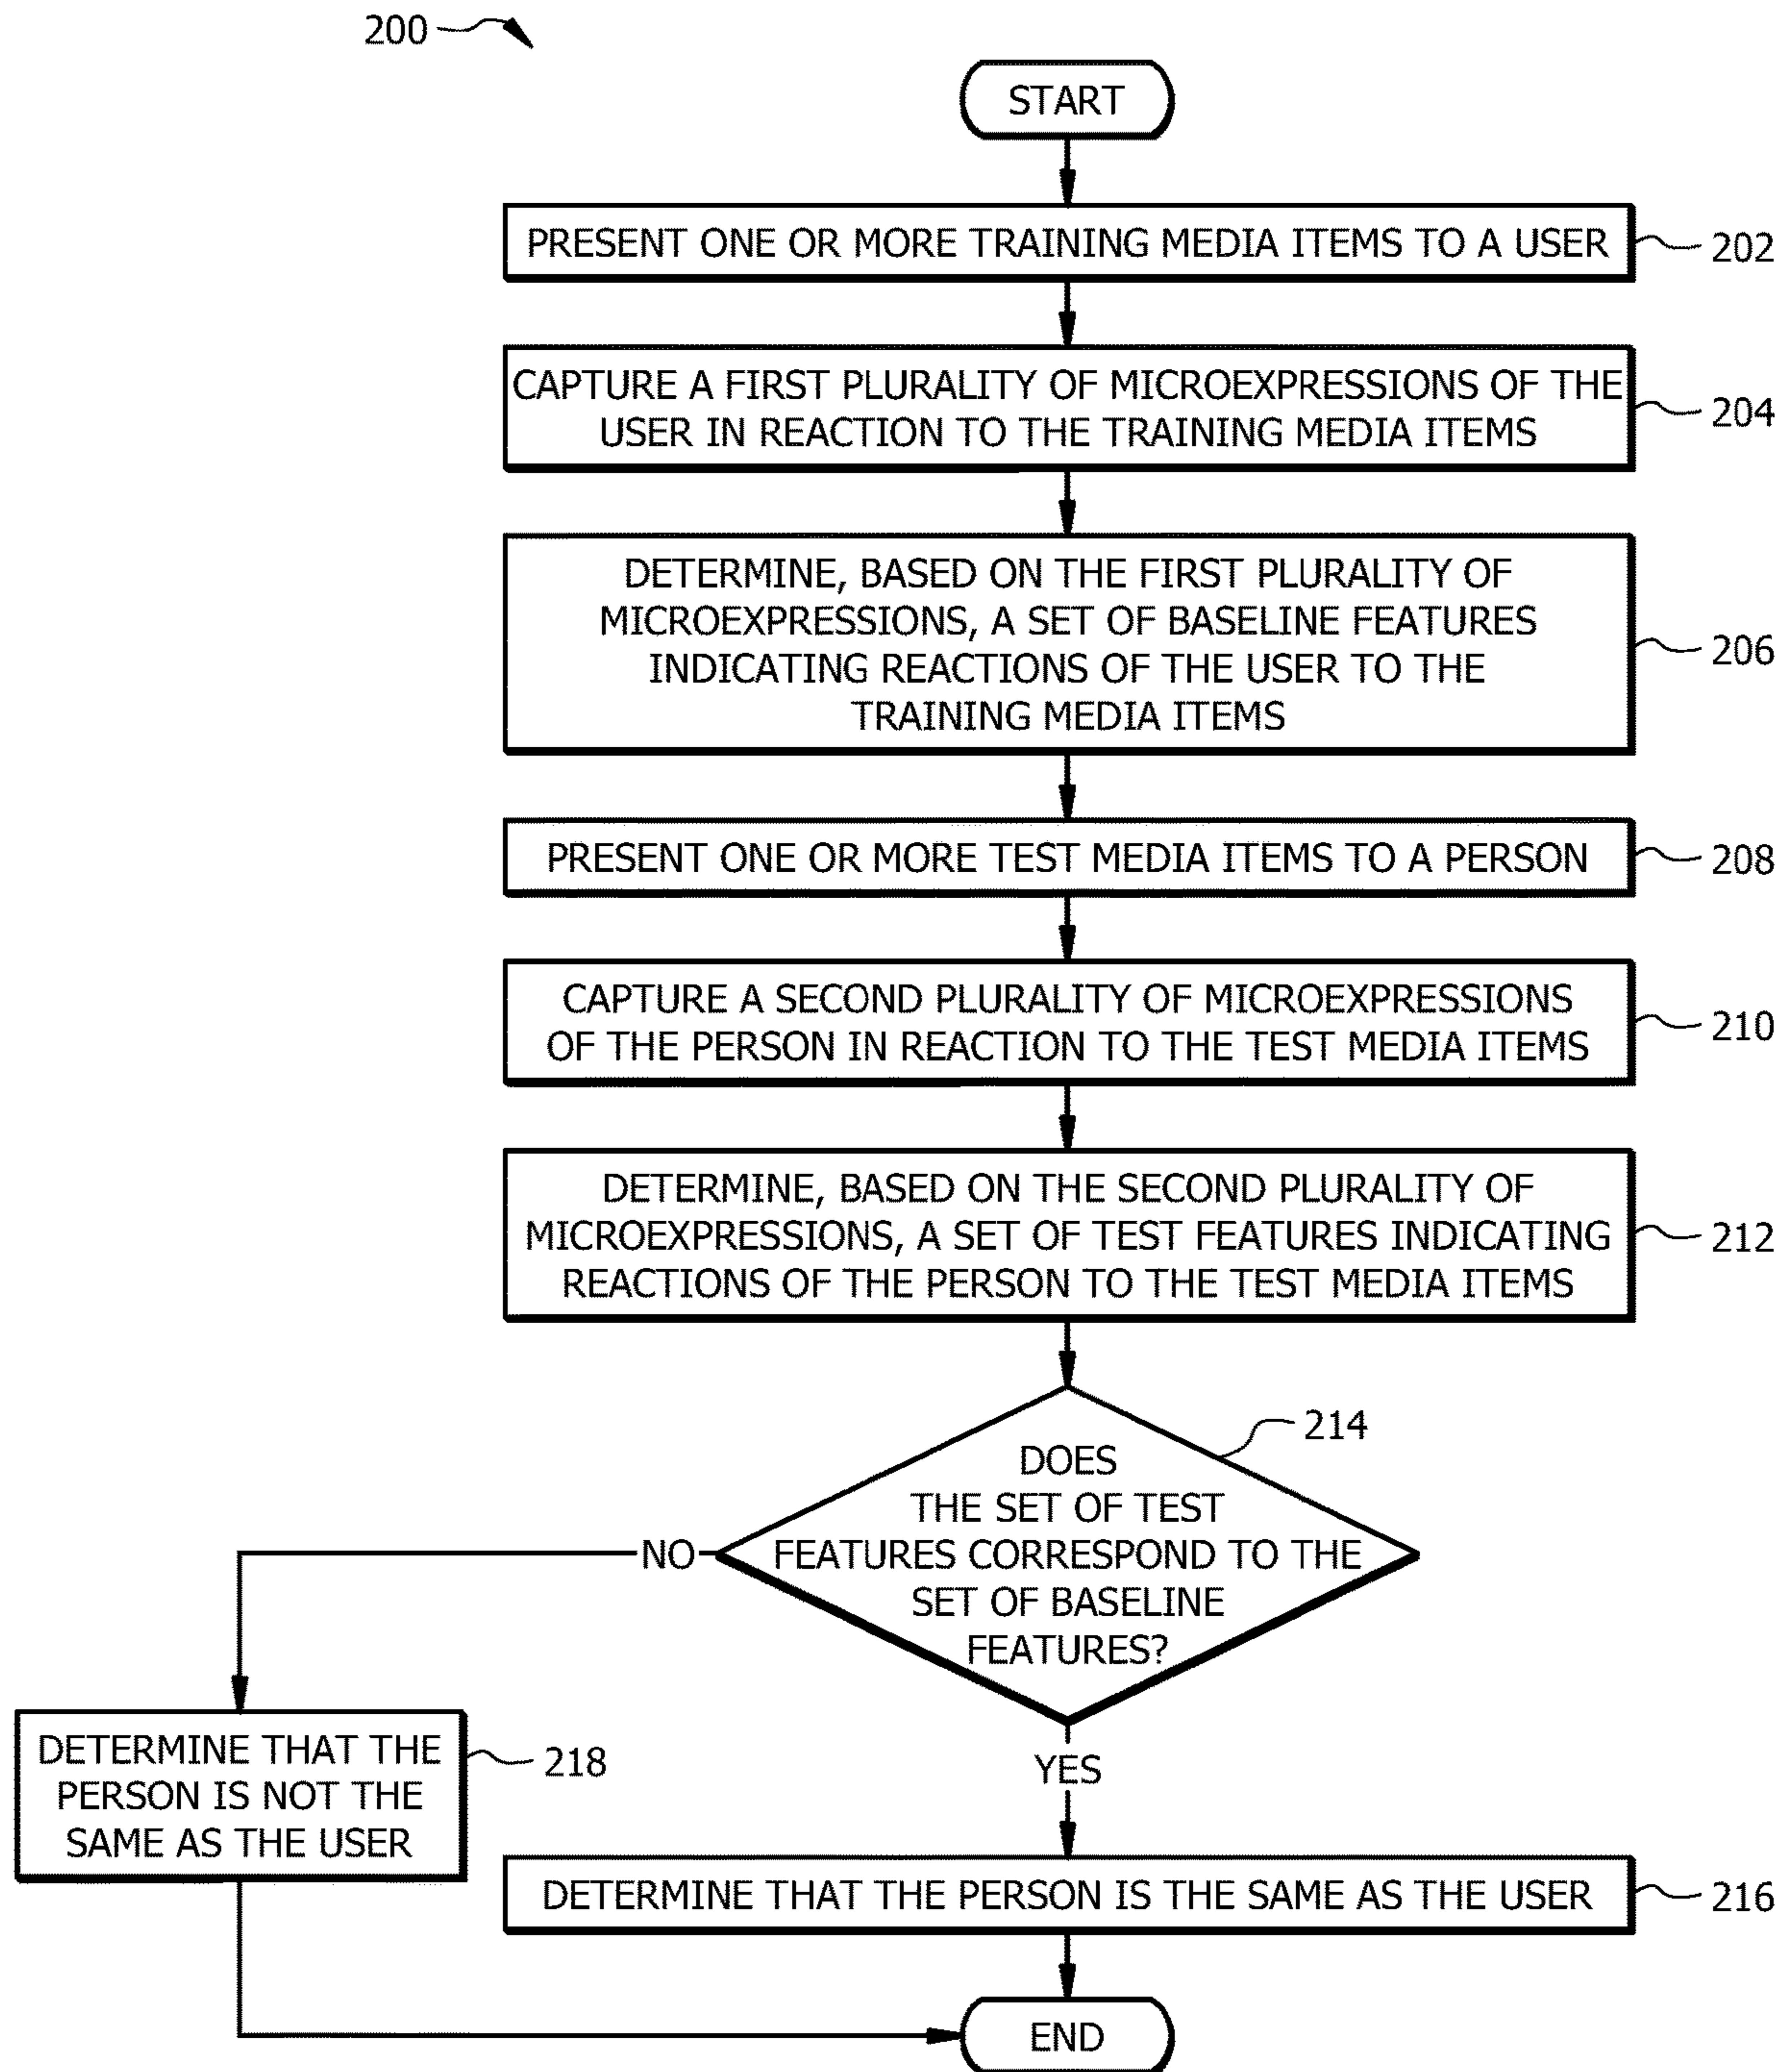 200
START
PRESENT ONE OR MORE TRAINING MEDIA ITEMS TO A USER
202
CAPTURE A FIRST PLURALITY OF MICROEXPRESSIONS OF THE
USER IN REACTION TO THE TRAINING MEDIA ITEMS
204
DETERMINE, BASED ON THE FIRST PLURALITY OF
MICROEXPRESSIONS, A SET OF BASELINE FEATURES
INDICATING REACTIONS OF THE USER TO THE
TRAINING MEDIA ITEMS
206
PRESENT ONE OR MORE TEST MEDIA ITEMS TO A PERSON
208
CAPTURE A SECOND PLURALITY OF MICROEXPRESSIONS
OF THE PERSON IN REACTION TO THE TEST MEDIA ITEMS
210
DETERMINE, BASED ON THE SECOND PLURALITY OF
MICROEXPRESSIONS, A SET OF TEST FEATURES INDICATING
REACTIONS OF THE PERSON TO THE TEST MEDIA ITEMS
212
214
DOES
THE SET OF TEST
FEATURES CORRESPOND TO THE
SET OF BASELINE
FEATURES?
NO
YES
DETERMINE THAT THE
PERSON IS NOT THE
SAME AS THE USER
218
DETERMINE THAT THE PERSON IS THE SAME AS THE USER
216
END